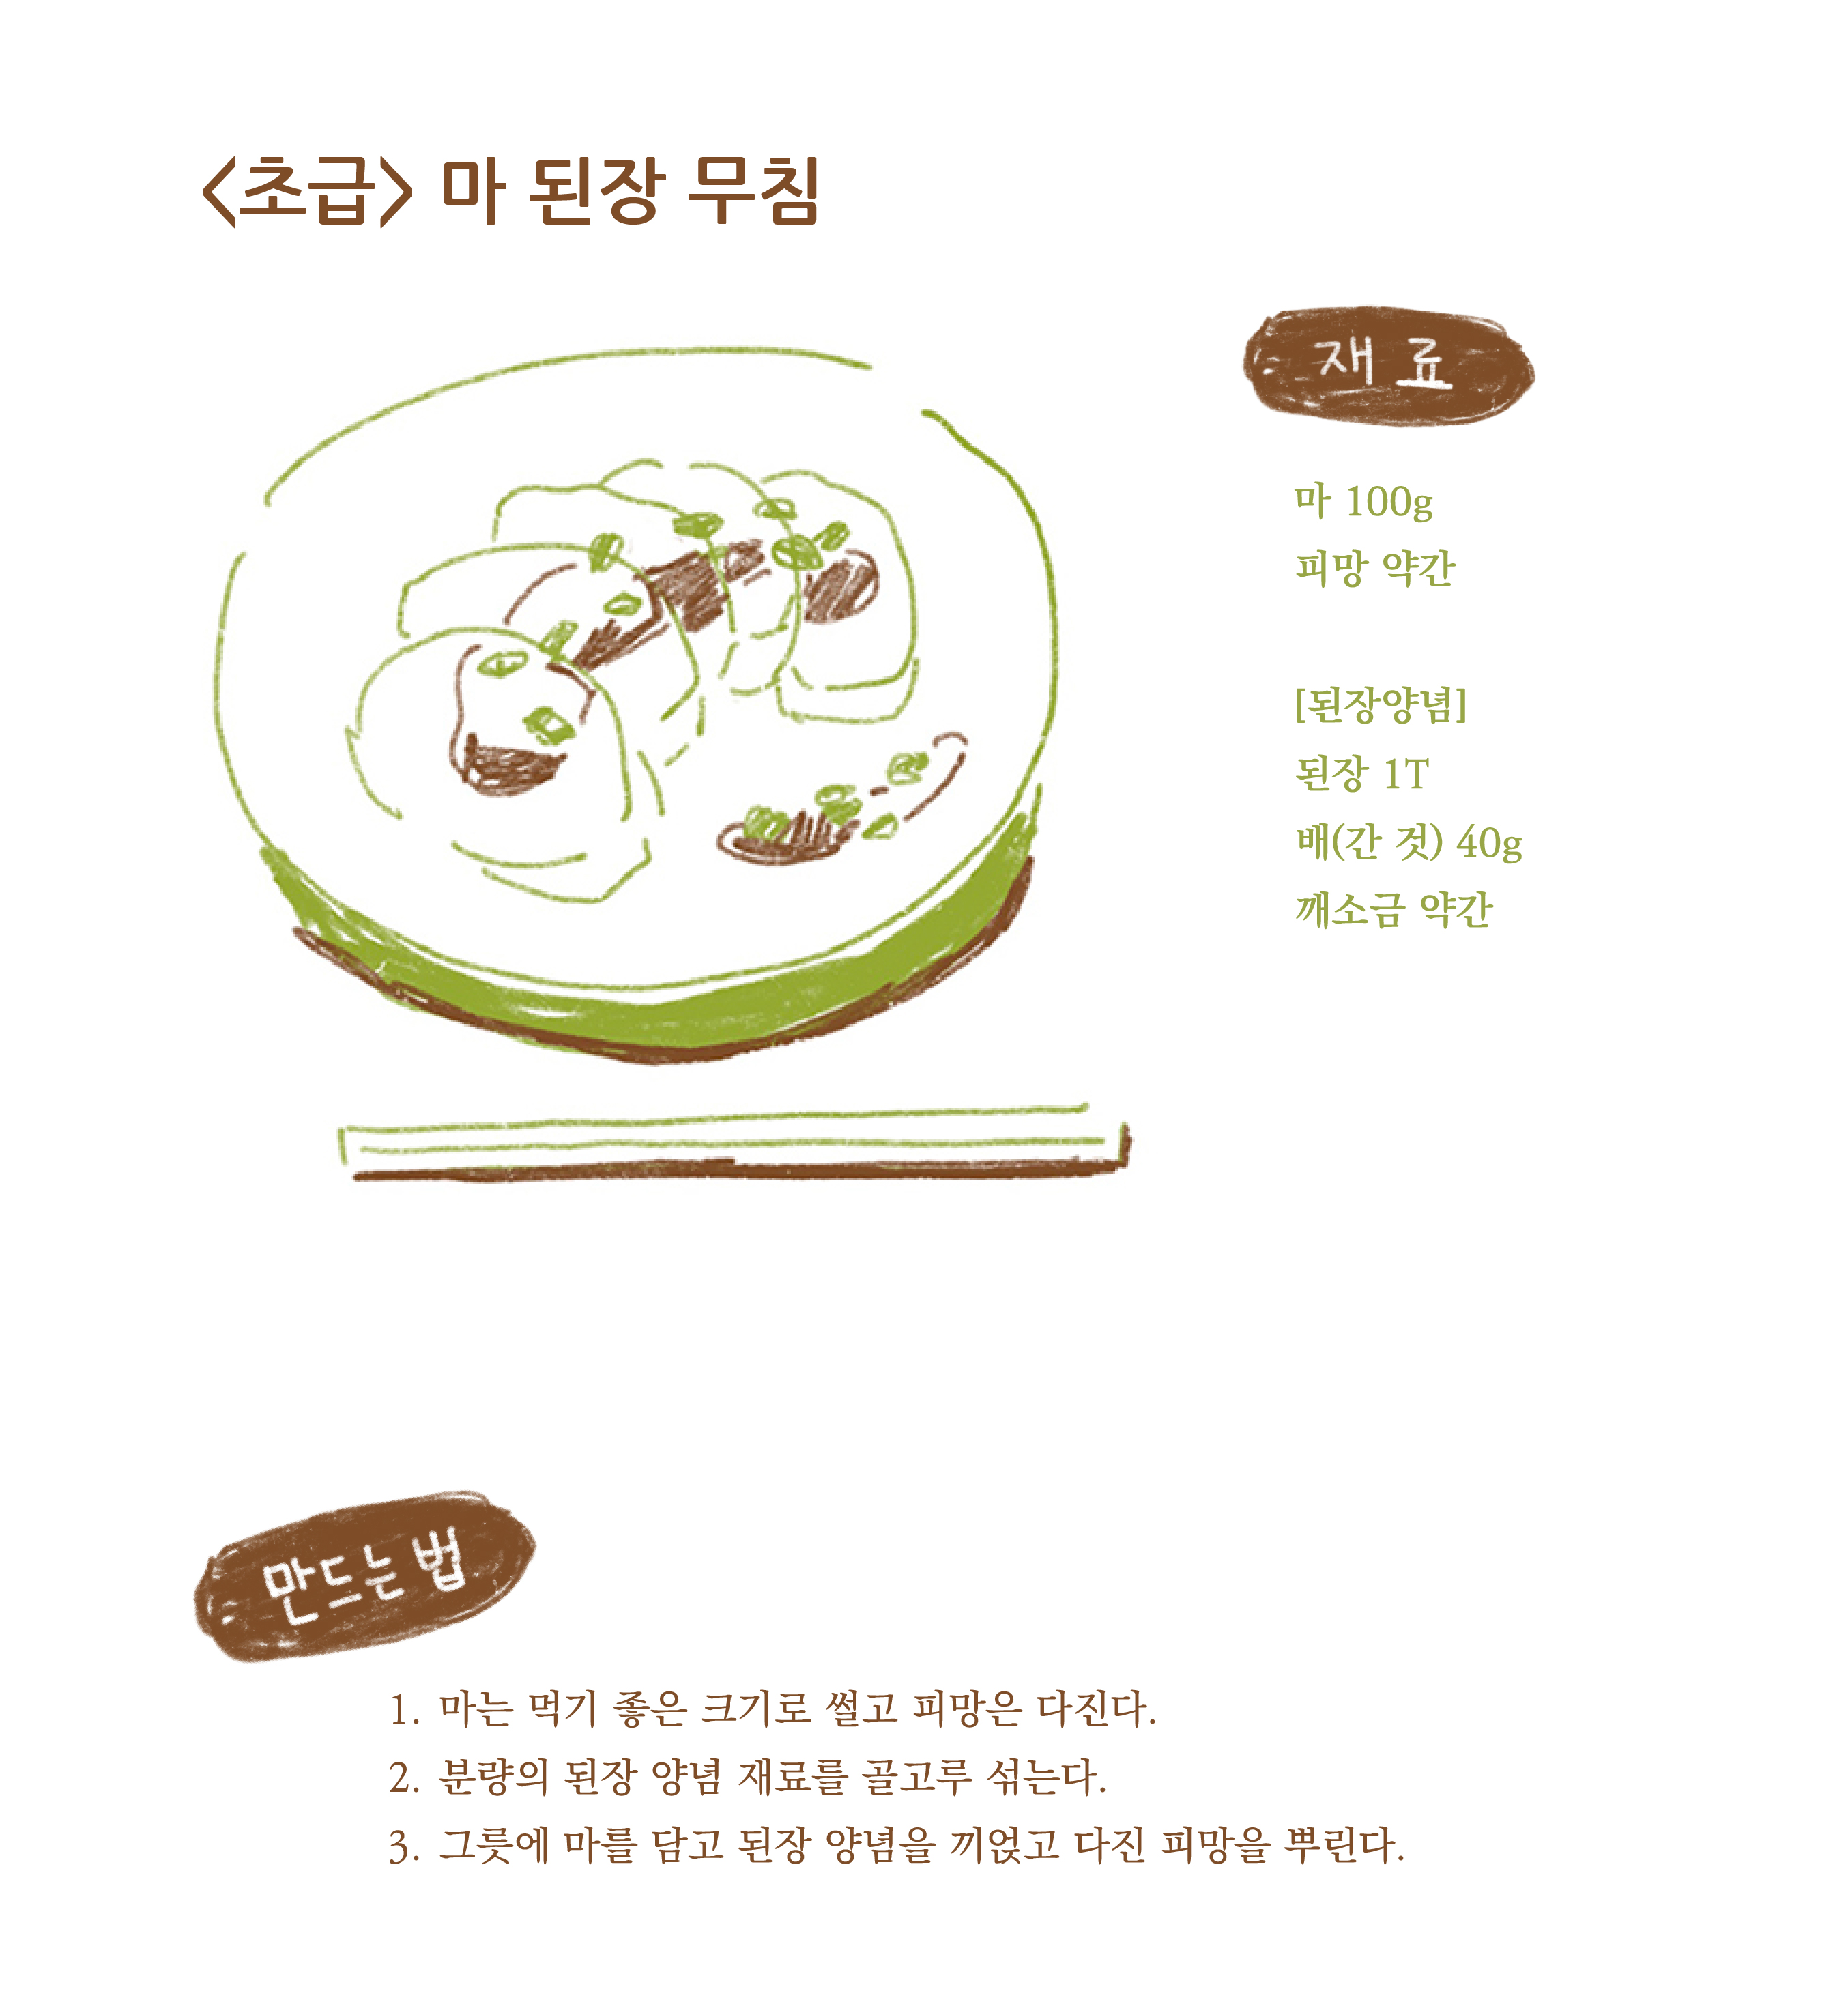 <초급> 마 된장 무침
재료
마 100g
피망 약간
[된장양념]
된장 1T
배(간 것) 40g
깨소금 약간
만드는 법
1. 마는 먹기 좋은 크기로 썰고 피망은 다진다.
2. 분량의 된장 양념 재료를 골고루 섞는다.
3. 그릇에 마를 담고 된장 양념을 끼얹고 다진 피망을 뿌린다.